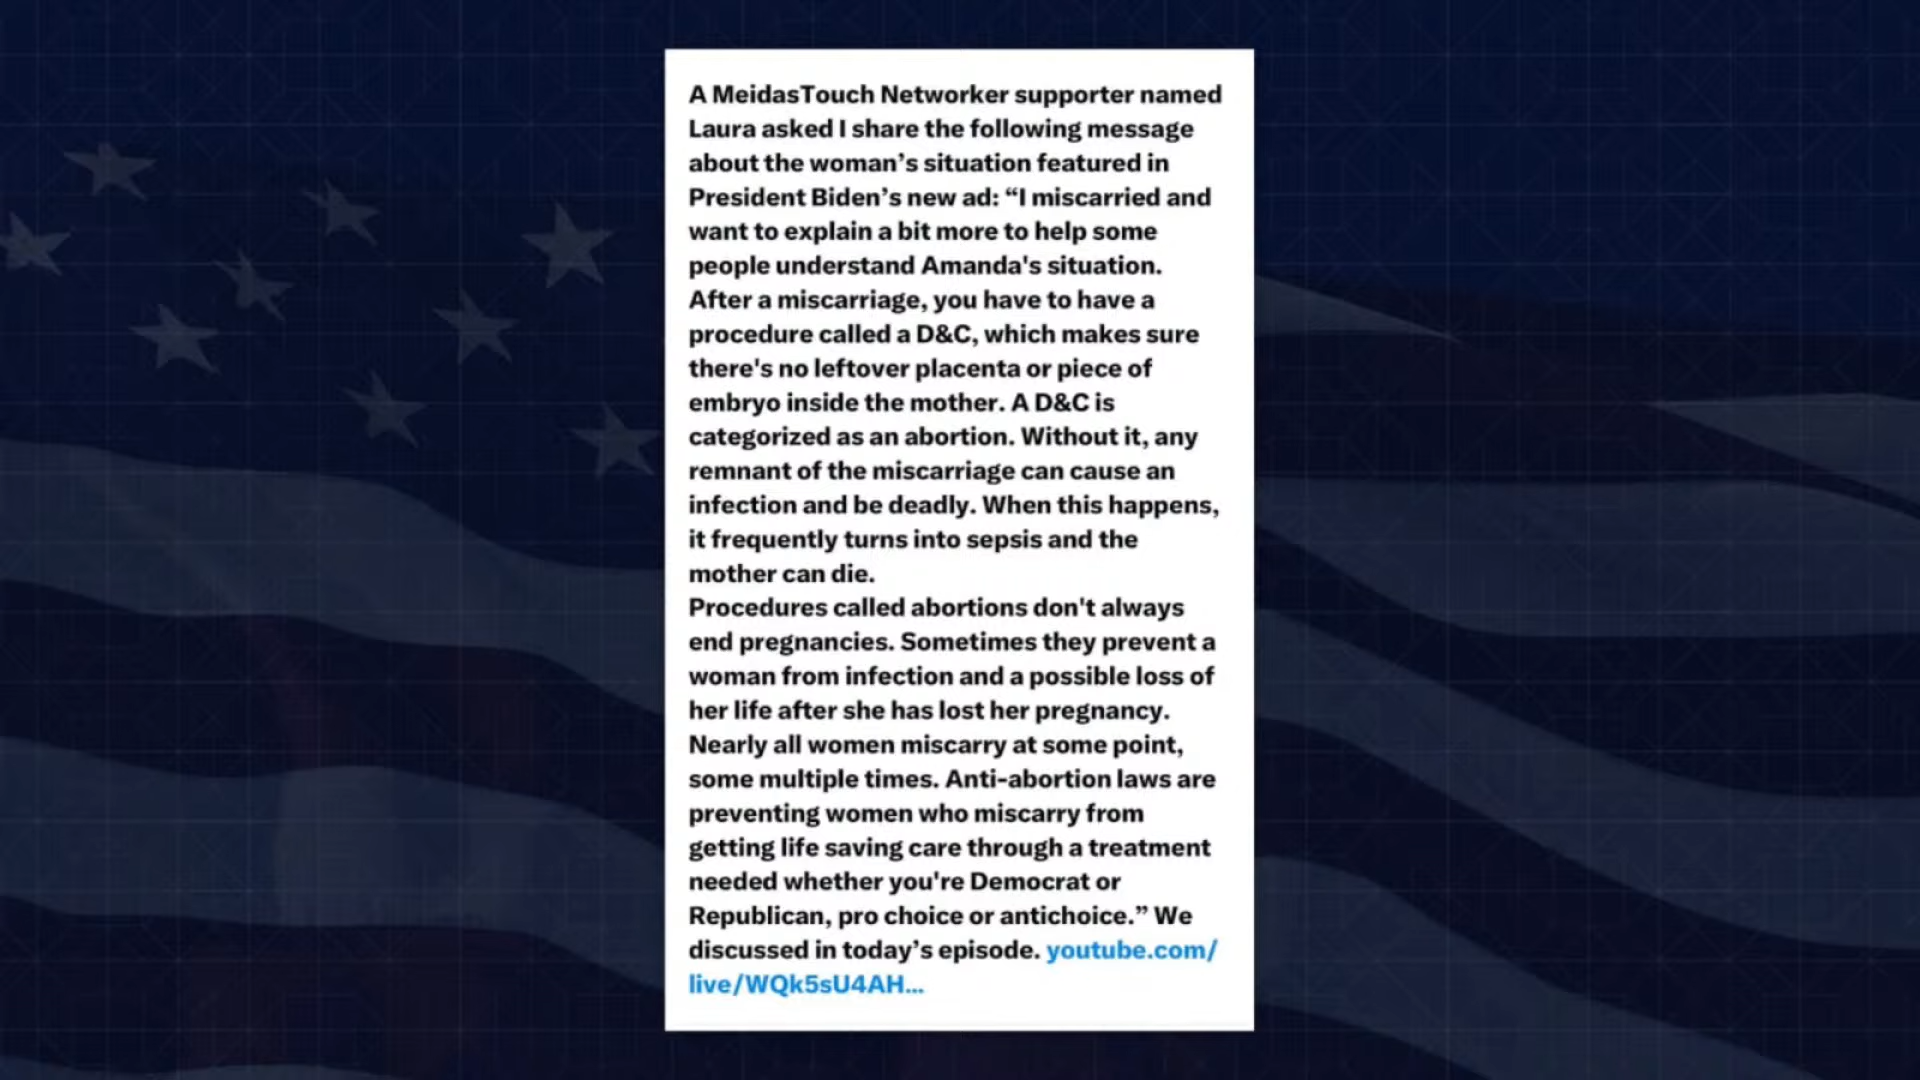 A MeidasTouch Networker supporter named
Laura asked I share the following message
about the woman’s situation featured in
President Biden’s new ad: “I miscarried and
want to explain a bit more to help some
people understand Amanda's situation.
After a miscarriage, you have to have a
procedure called a D&C, which makes sure
there's no leftover placenta or piece of
embryo inside the mother. A D&C is
categorized as an abortion. Without it, any
remnant of the miscarriage can cause an
infection and be deadly. When this happens,
it frequently turns into sepsis and the
mother can die.
Procedures called abortions don't always
end pregnancies. Sometimes they prevent a
woman from infection and a possible loss of
her life after she has lost her pregnancy.
Nearly all women miscarry at some point,
some multiple times. Anti-abortion laws are
preventing women who miscarry from
getting life saving care through a treatment
needed whether you're Democrat or
Republican, pro choice or antichoice.” We
discussed in today’s episode. youtube.com/
live/WQk5sU4AH…